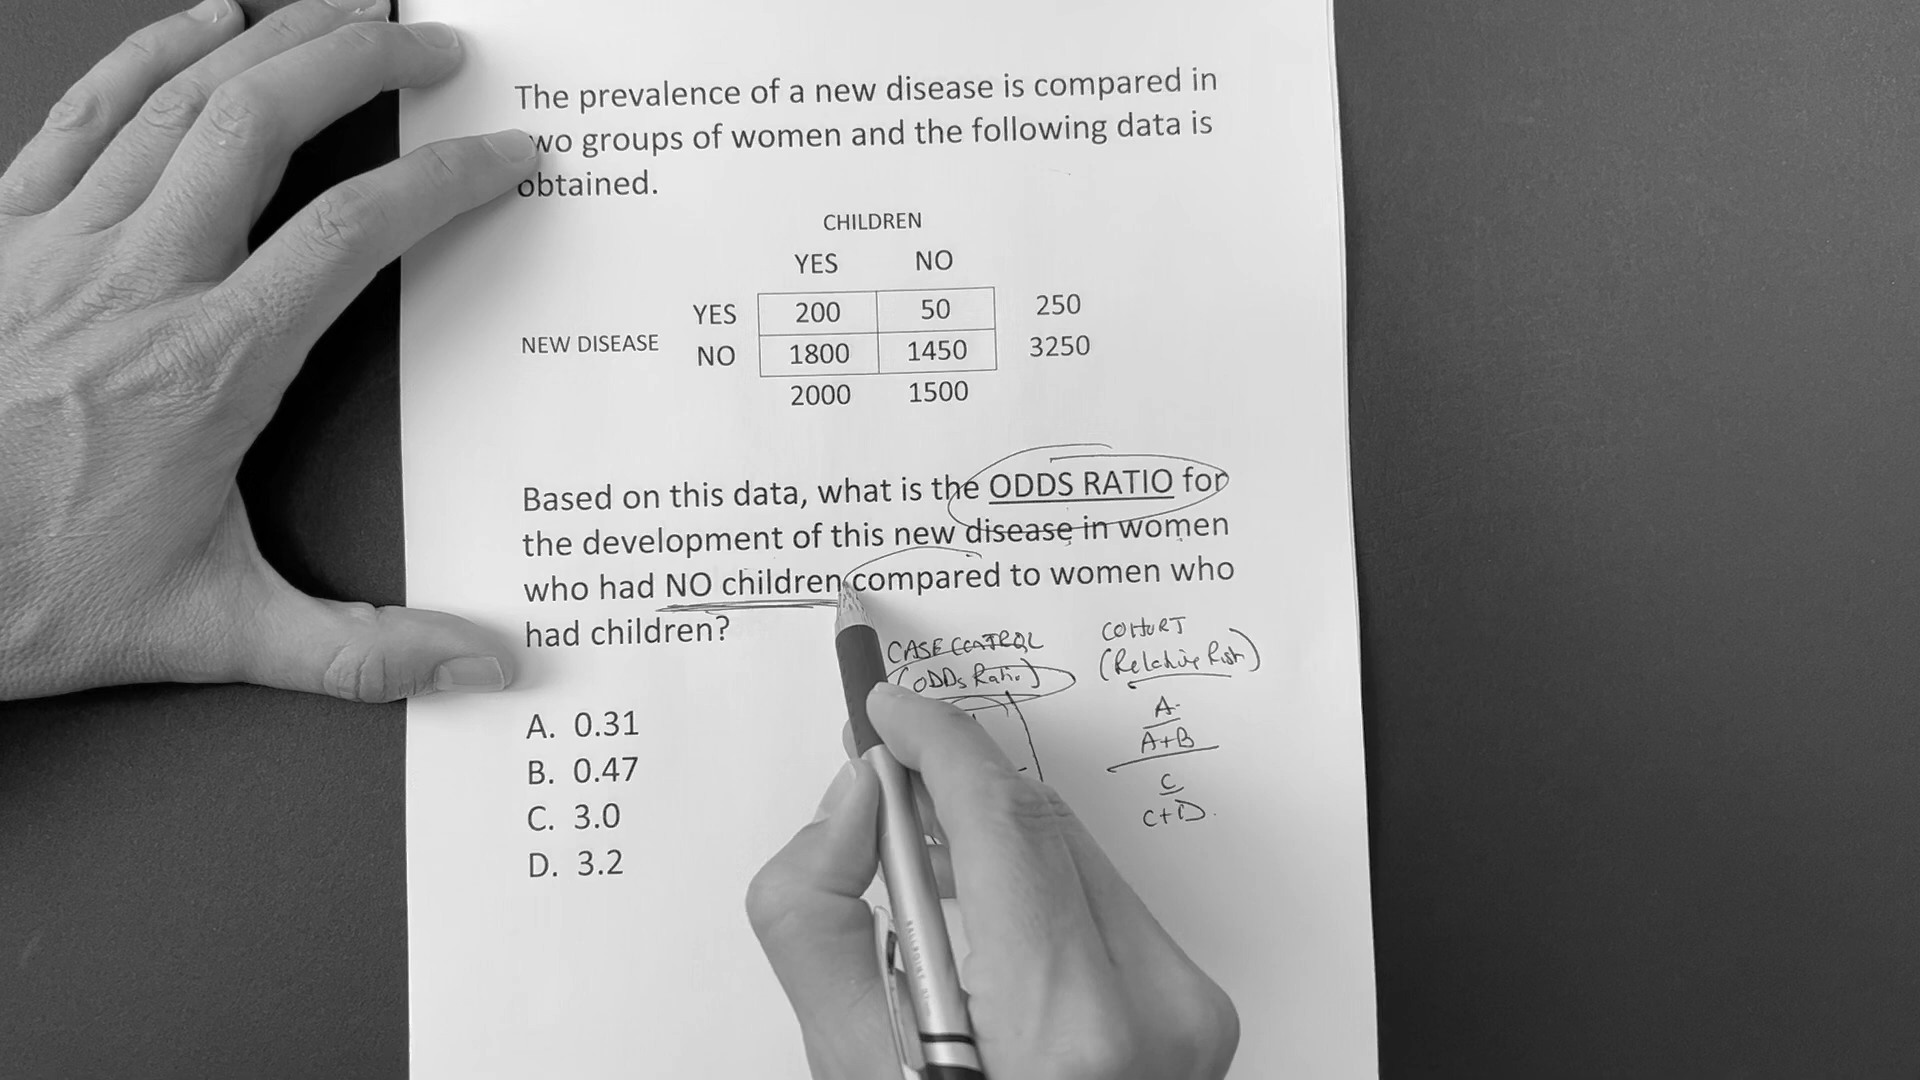 The prevalence of a new disease is compared in
wo groups of women and the following data is
obtained.
CHILDREN
YES NO
YES 200 50 250
NEW DISEASE
NO 1800 1450 3250
2000 1500
Based on this data, what is the ODDS RATIO for
the development of this new disease in women
who had NO children compared to women who
had children?
CASE CONTROL COHORT
(ODDs Ratio) (Relative Risk)
A
A+B
C
C+D
A. 0.31
B. 0.47
C. 3.0
D. 3.2